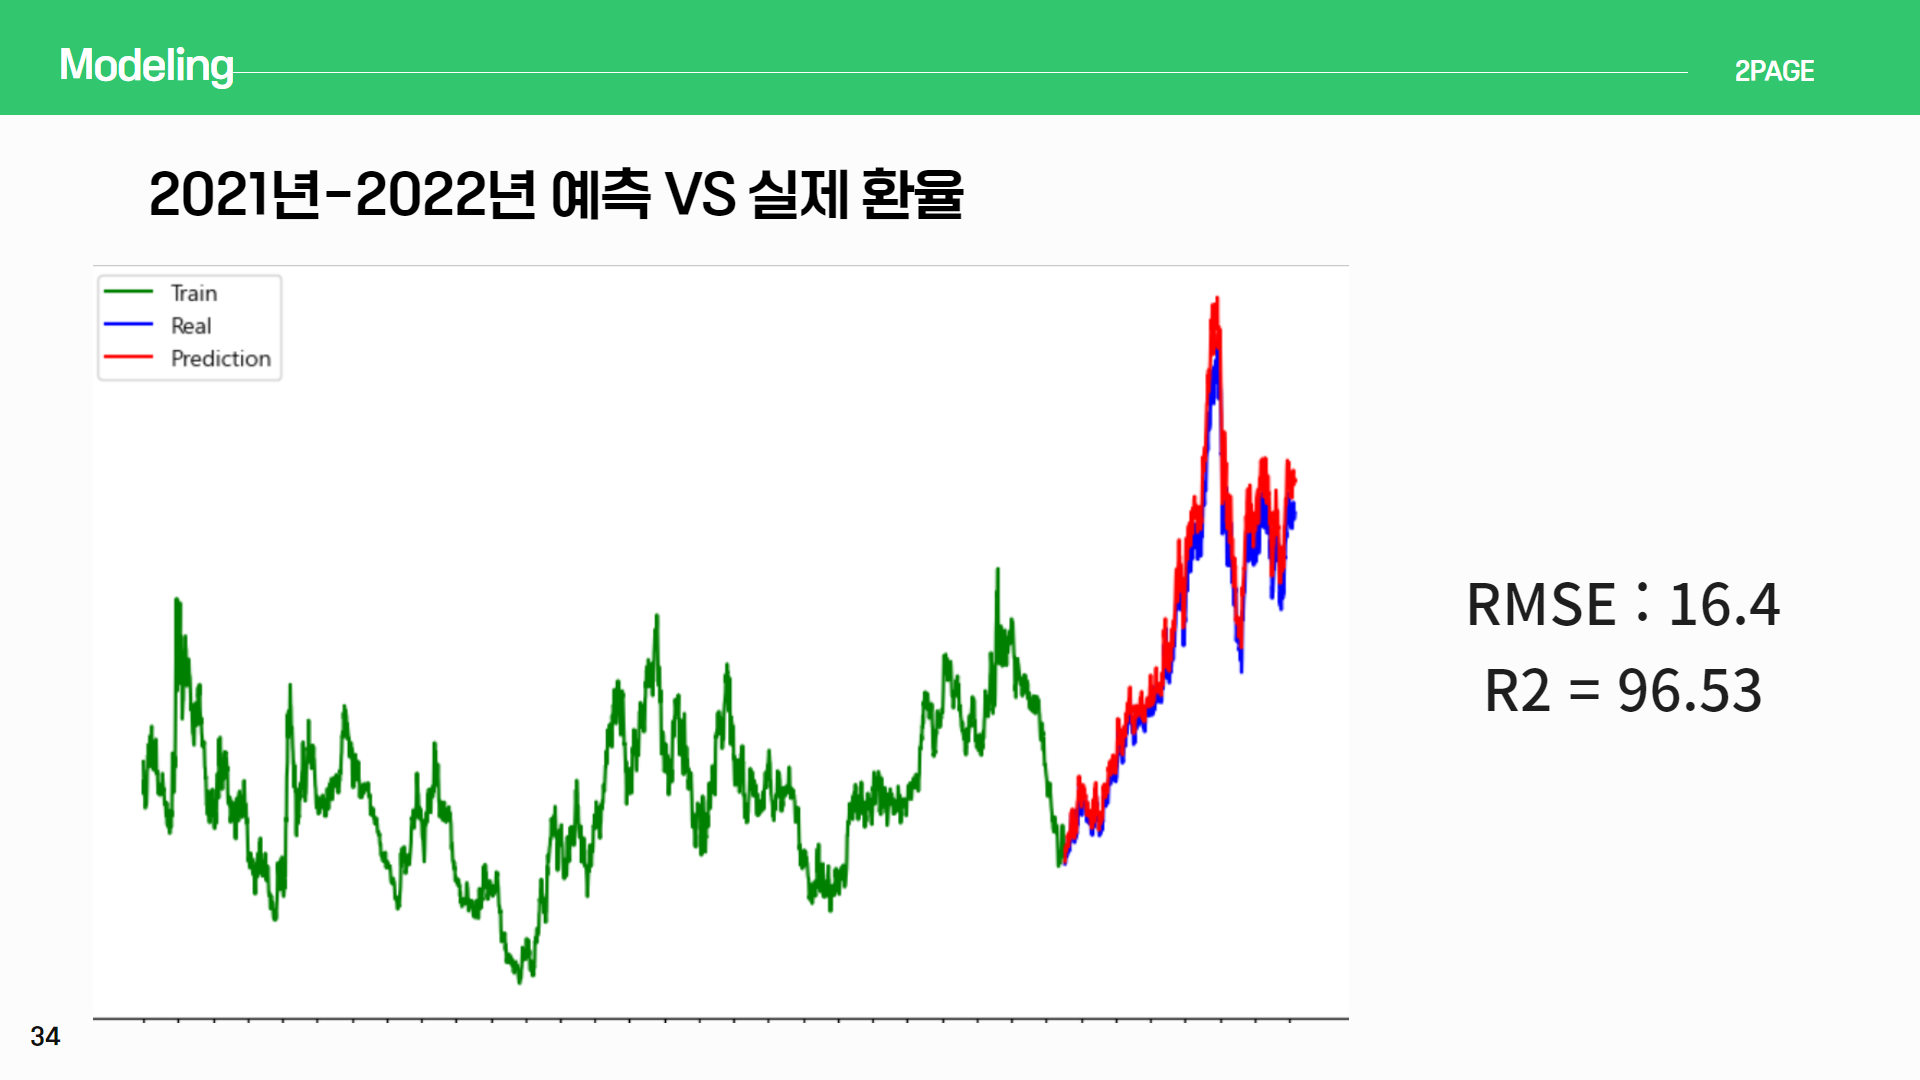 Modeling
2PAGE
2021년-2022년 예측 VS 실제 환율
Train
Real
Prediction
RMSE : 16.4
R2 = 96.53
34